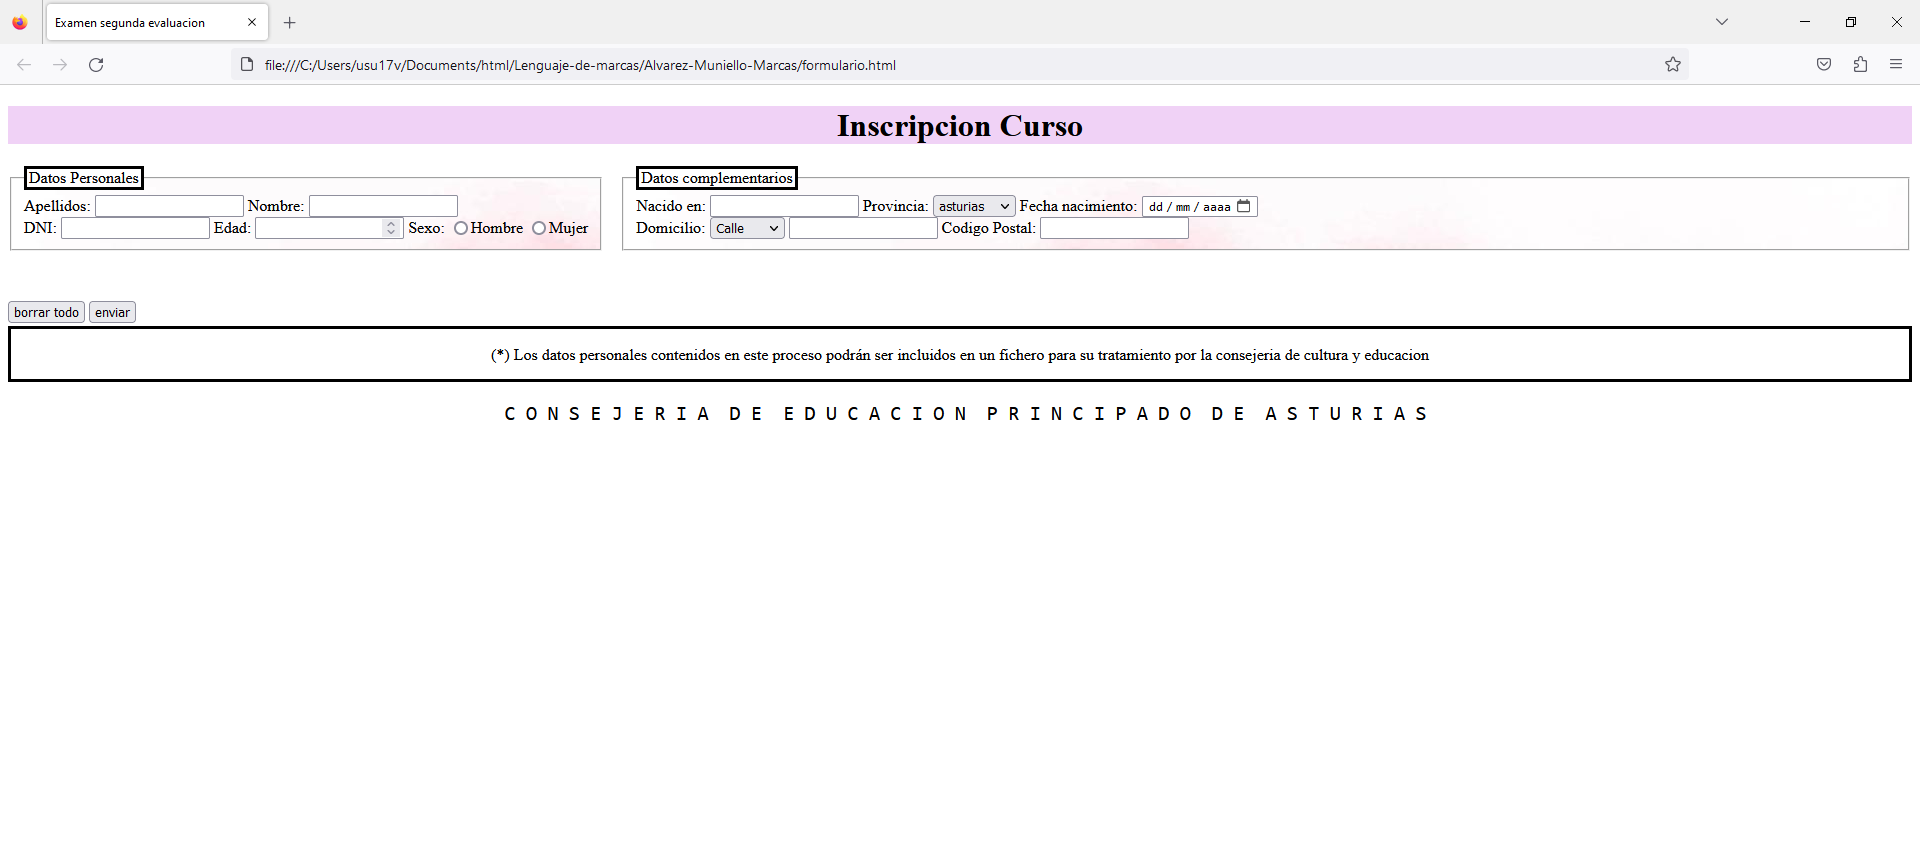 Examen segunda evaluacion
file:///C:/Users/usu17v/Documents/html/Lenguaje-de-marcas/Alvarez-Muniello-Marcas/formulario.html
Inscripcion Curso
Datos Personales
Apellidos: Nombre:
DNI: Edad: Sexo: Hombre Mujer
Datos complementarios
Nacido en: Provincia: asturias Fecha nacimiento: dd / mm / aaaa
Domicilio: Calle Codigo Postal:
borrar todo enviar
(*) Los datos personales contenidos en este proceso podrán ser incluidos en un fichero para su tratamiento por la consejeria de cultura y educacion
CONSEJERIA DE EDUCACION PRINCIPADO DE ASTURIAS